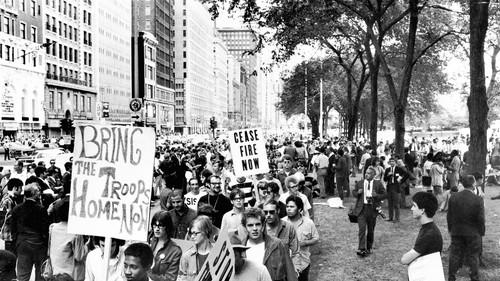 BRING
THE
TROOPS
HOME NOW
CEASE
FIRE
NOW